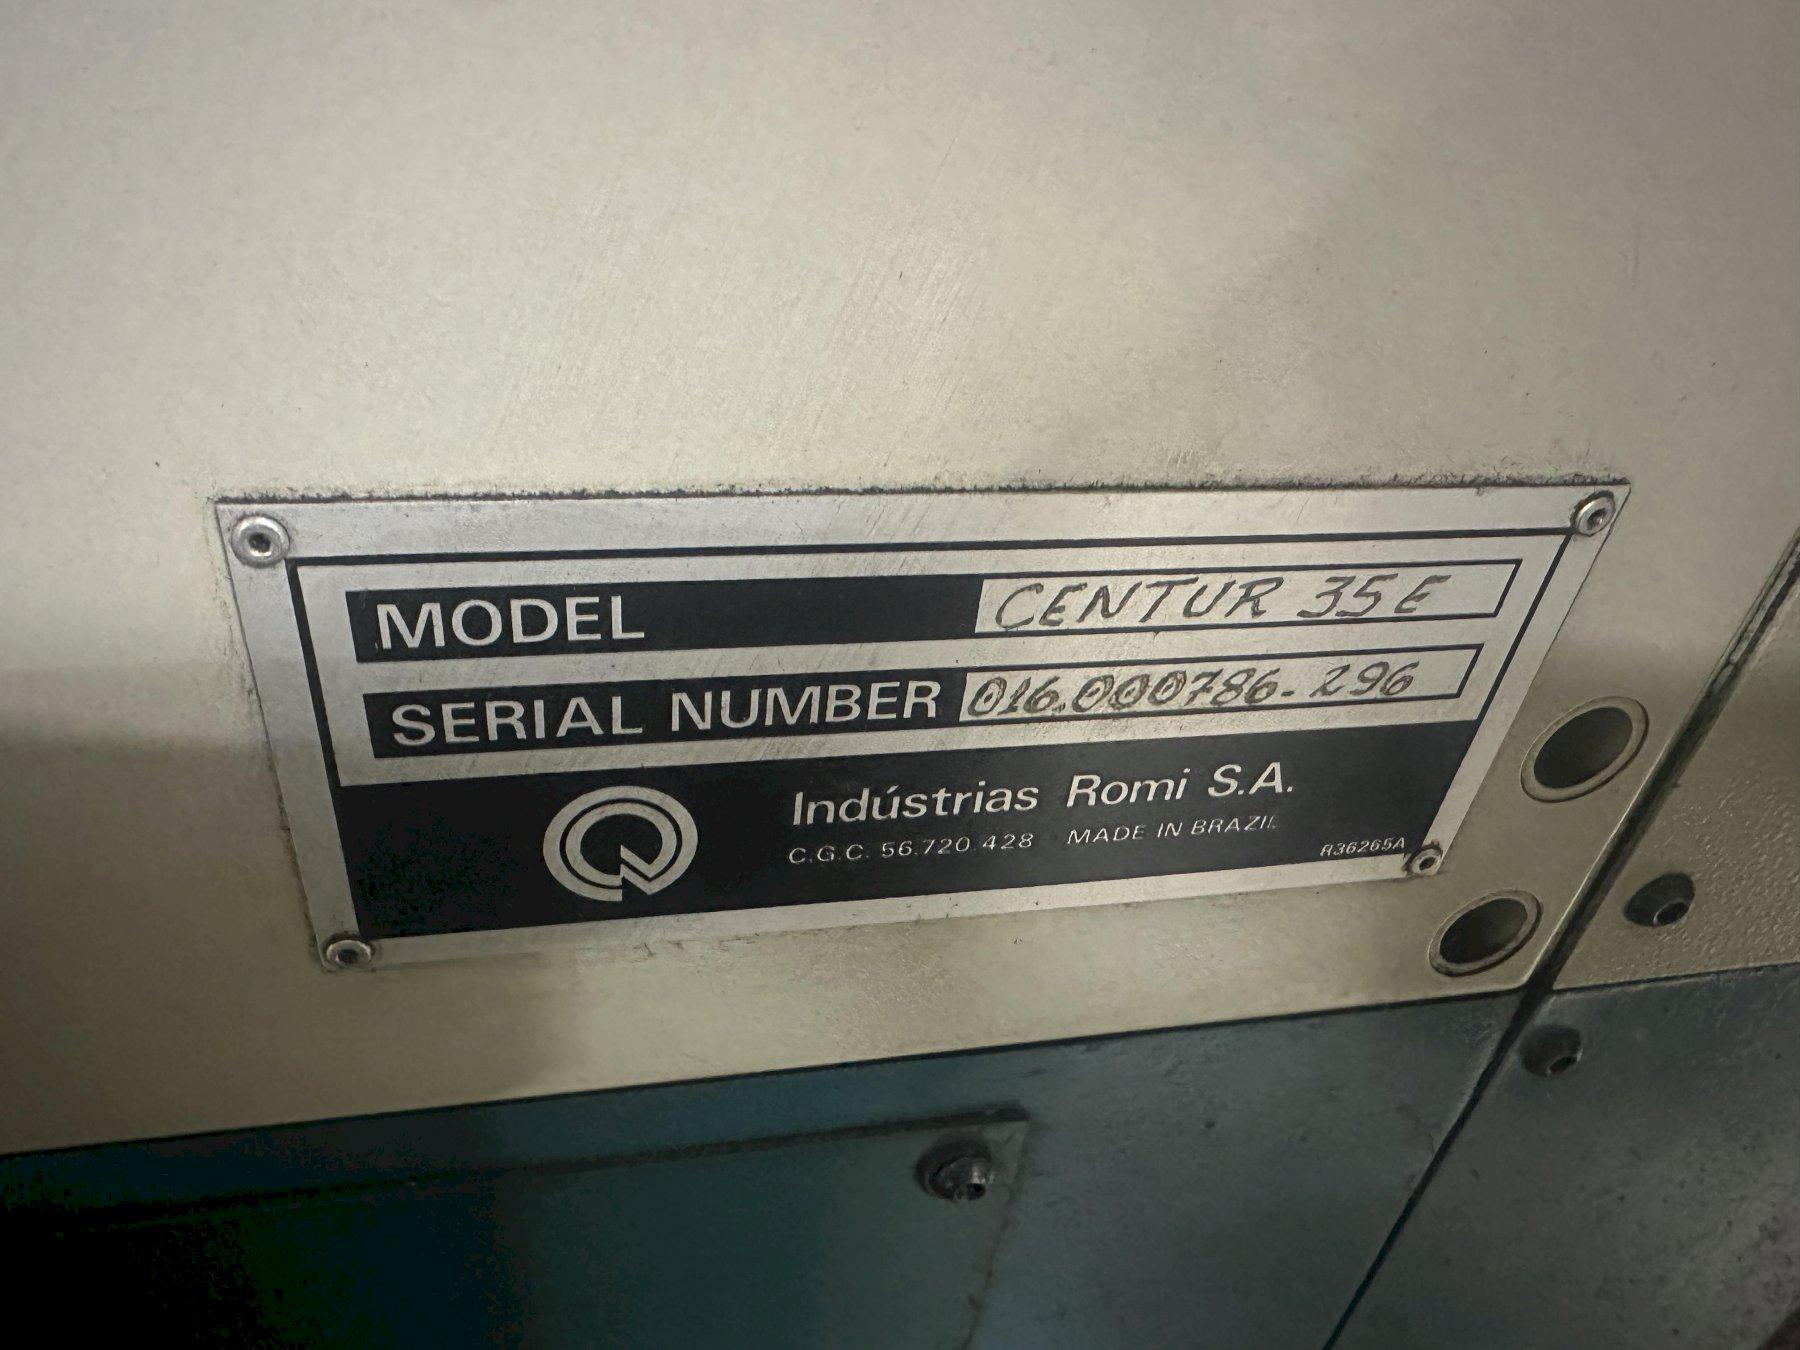 MODEL CENTUR 35E
SERIAL NUMBER 016.000786-296
Indústrias Romi S.A.
C.G.C. 56.720.428 MADE IN BRAZIL
R36265A